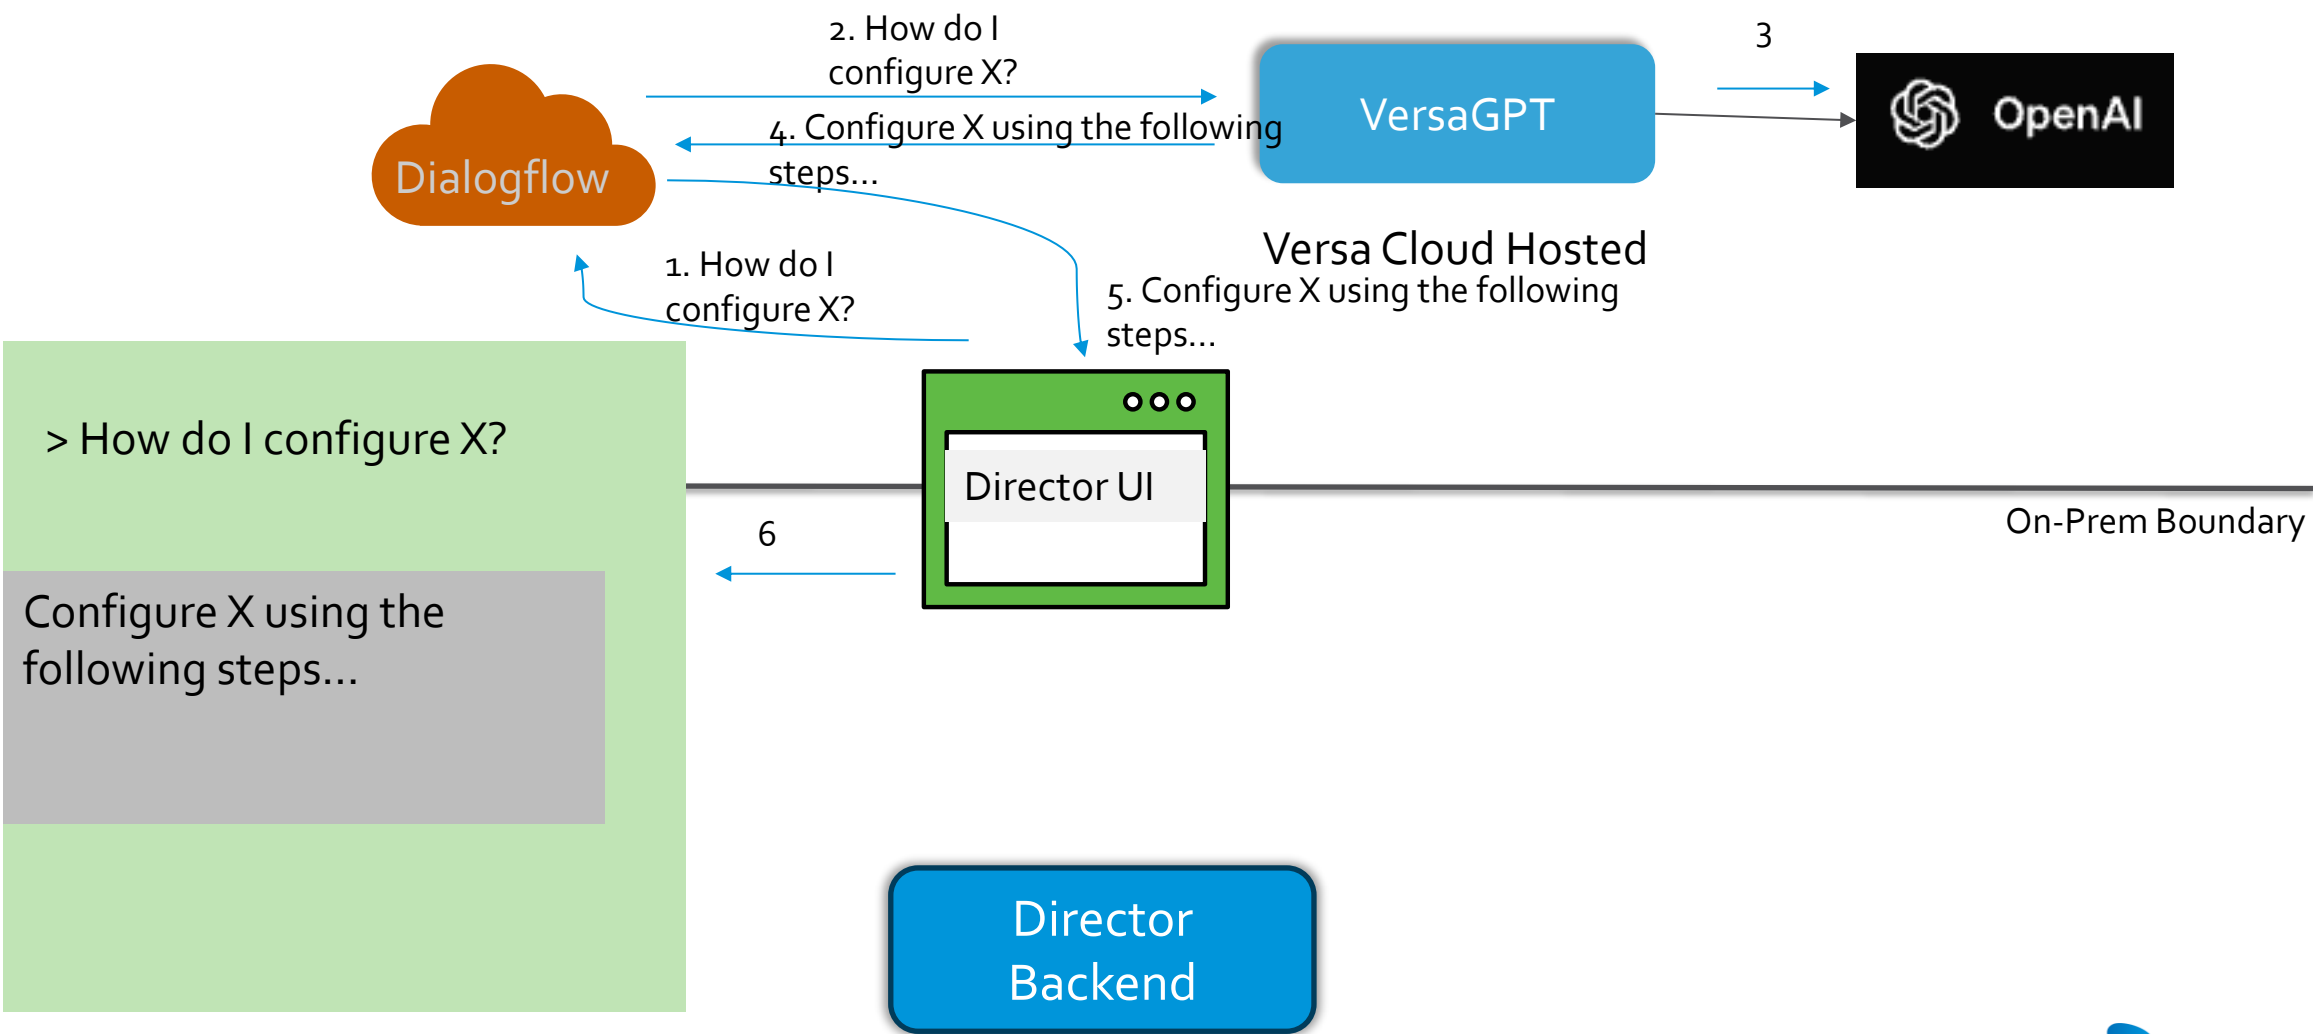 2. How do I
configure X?
3
VersaGPT
OpenAI
4. Configure X using the following
steps...
Dialogflow
Versa Cloud Hosted
1. How do I
configure X?
5. Configure X using the following
steps...
> How do I configure X?
Director UI
On-Prem Boundary
6
Configure X using the
following steps...
Director
Backend